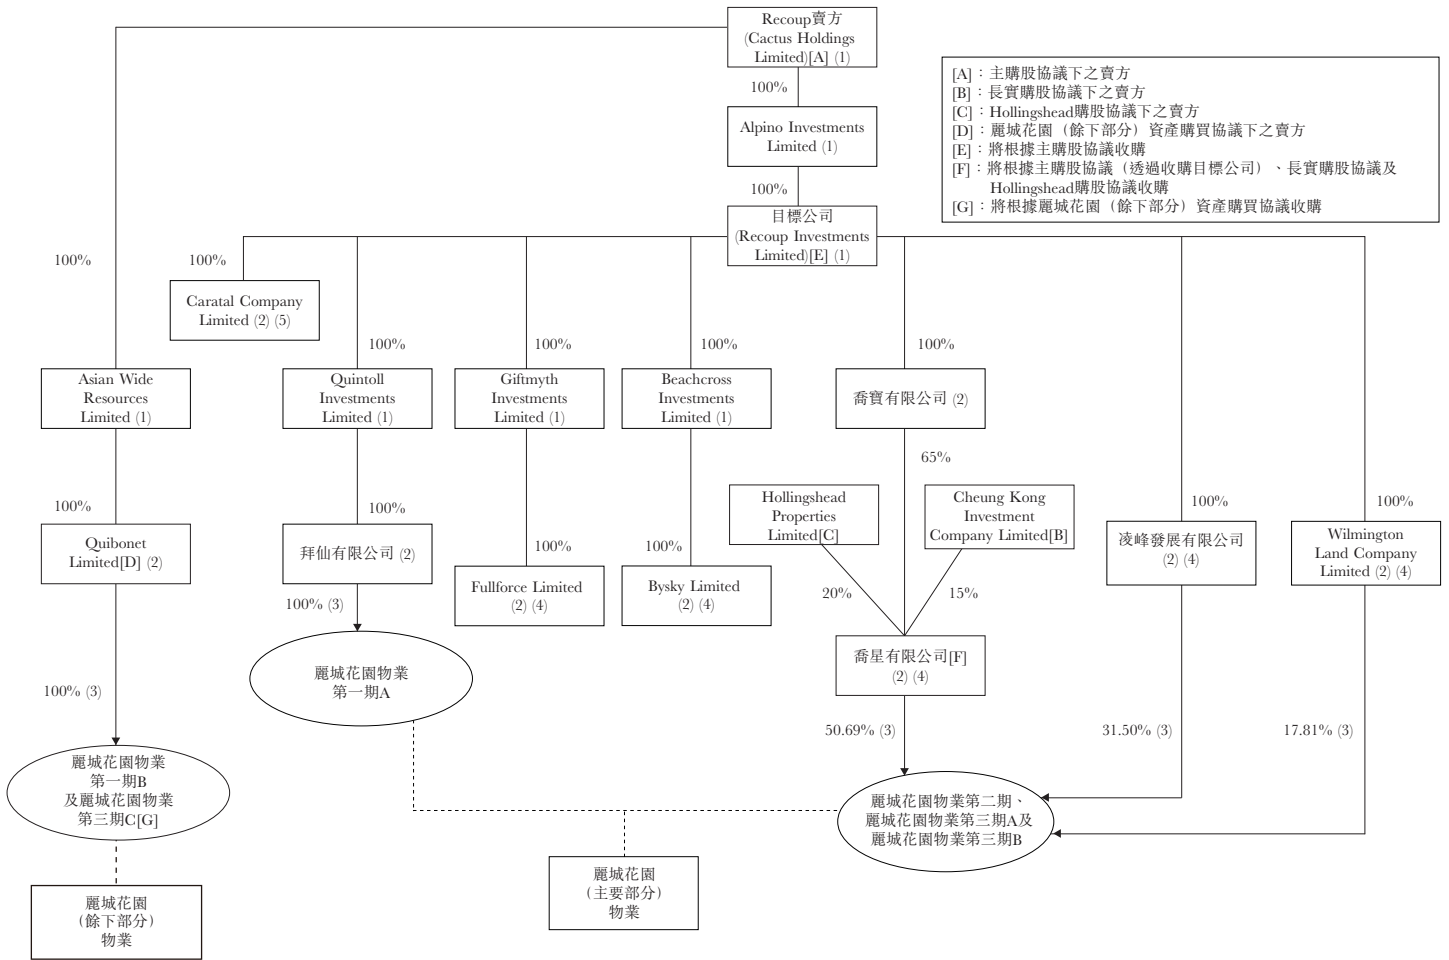 Recoup賣方
(Cactus Holdings
Limited)[A] (1)
[A]：主購股協議下之賣方
[B]：長實購股協議下之賣方
[C]：Hollingshead購股協議下之賣方
[D]：麗城花園（餘下部分）資產購買協議下之賣方
[E]：將根據主購股協議收購
[F]：將根據主購股協議（透過收購目標公司）、長實購股協議及
Hollingshead購股協議收購
[G]：將根據麗城花園（餘下部分）資產購買協議收購
100%
Alpino Investments
Limited (1)
100%
目標公司
(Recoup Investments
Limited)[E] (1)
100%
100%
Caratal Company
Limited (2) (5)
100%
100%
100%
100%
Asian Wide
Resources
Limited (1)
Quintoll
Investments
Limited (1)
Giftmyth
Investments
Limited (1)
Beachcross
Investments
Limited (1)
喬寶有限公司 (2)
65%
100%
100%
Hollingshead
Properties
Limited[C]
Cheung Kong
Investment
Company Limited[B]
100%
100%
Quibonet
Limited[D] (2)
拜仙有限公司 (2)
100%
100%
凌峰發展有限公司
(2) (4)
Wilmington
Land Company
Limited (2) (4)
Fullforce Limited
(2) (4)
Bysky Limited
(2) (4)
20%
15%
100% (3)
喬星有限公司[F]
(2) (4)
麗城花園物業
第一期A
100% (3)
50.69% (3)
31.50% (3)
17.81% (3)
麗城花園物業
第一期B
及麗城花園物業
第三期C[G]
麗城花園物業第二期、
麗城花園物業第三期A及
麗城花園物業第三期B
麗城花園
（主要部分）
物業
麗城花園
（餘下部分）
物業